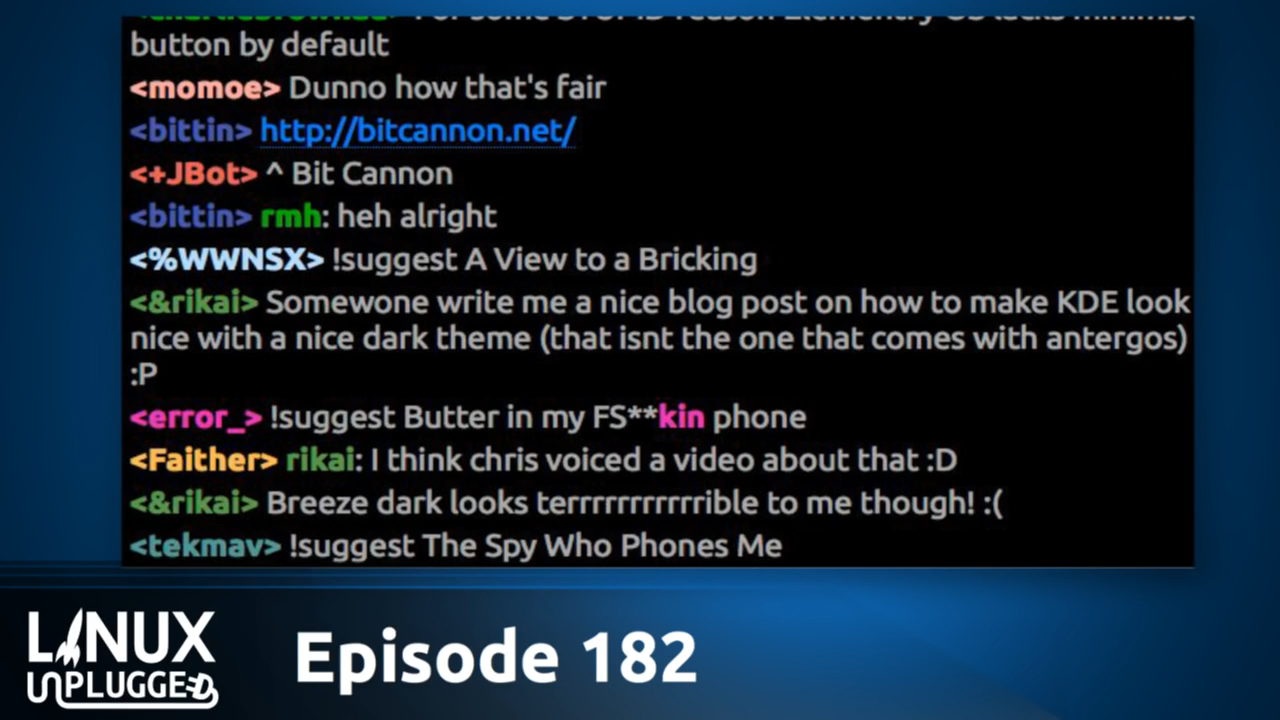 button by default
<momoe> Dunno how that's fair
<bittin> http://bitcannon.net/
<+JBot> ^ Bit Cannon
<bittin> rmh: heh alright
<%WWNSX> !suggest A View to a Bricking
<&rikai> Somewone write me a nice blog post on how to make KDE look
nice with a nice dark theme (that isnt the one that comes with antergos)
:P
<error_> !suggest Butter in my FS**kin phone
<Faither> rikai: I think chris voiced a video about that :D
<&rikai> Breeze dark looks terrrrrrrrrrrrible to me though! :(
<tekmav> !suggest The Spy Who Phones Me
LINUX
UNPLUGGED
Episode 182